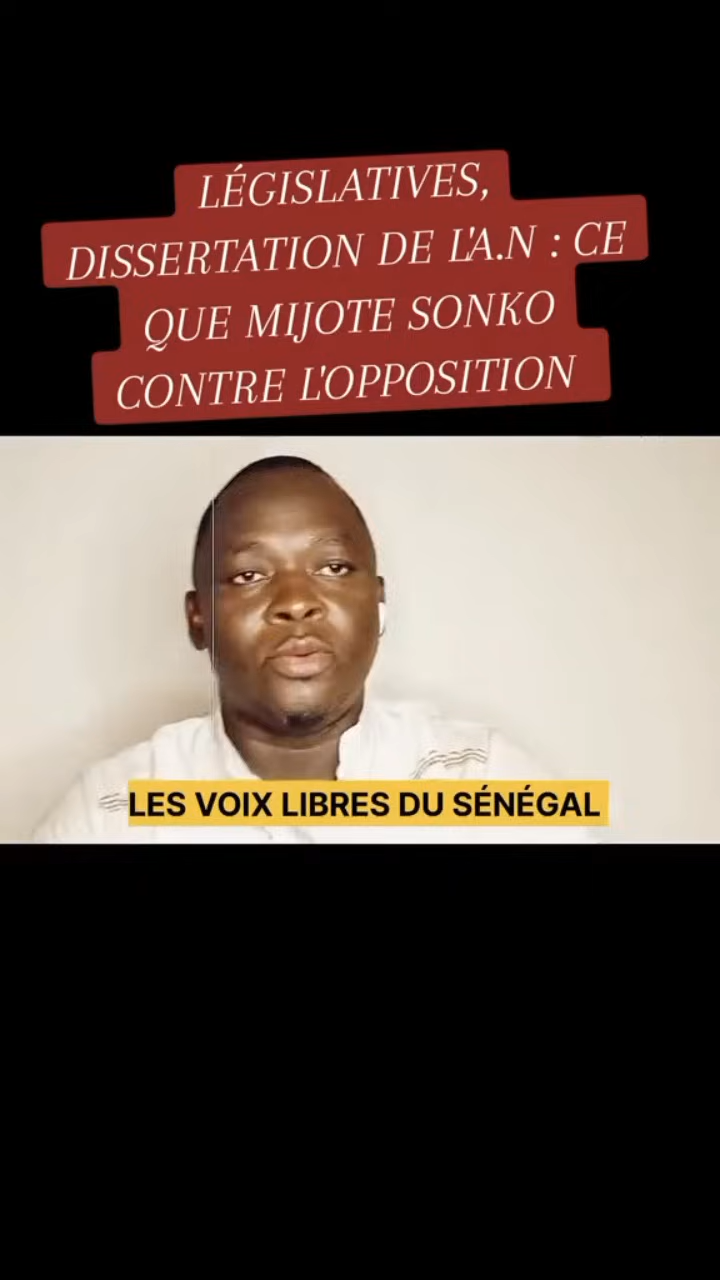 LÉGISLATIVES,
DISSERTATION DE L'A.N : CE
QUE MIJOTE SONKO
CONTRE L'OPPOSITION
LES VOIX LIBRES DU SÉNÉGAL